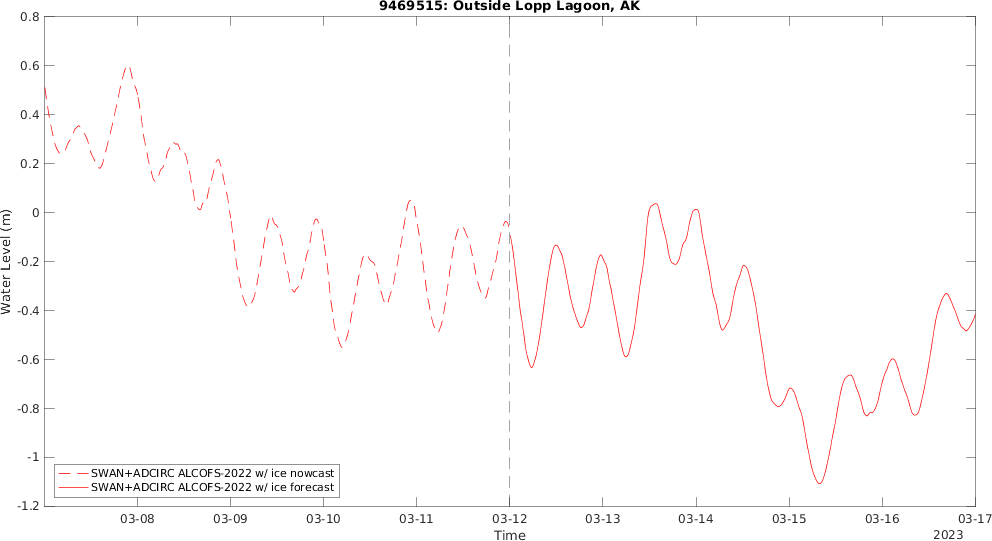 9469515: Outside Lopp Lagoon, AK
0.8
0.6
0.4
0.2
0
-0.2
-0.4
-0.6
-0.8
-1
-1.2
Water Level (m)
SWAN+ADCIRC ALCOFS-2022 w/ ice nowcast
SWAN+ADCIRC ALCOFS-2022 w/ ice forecast
03-08 03-09 03-10 03-11 03-12 03-13 03-14 03-15 03-16 03-17
Time
2023